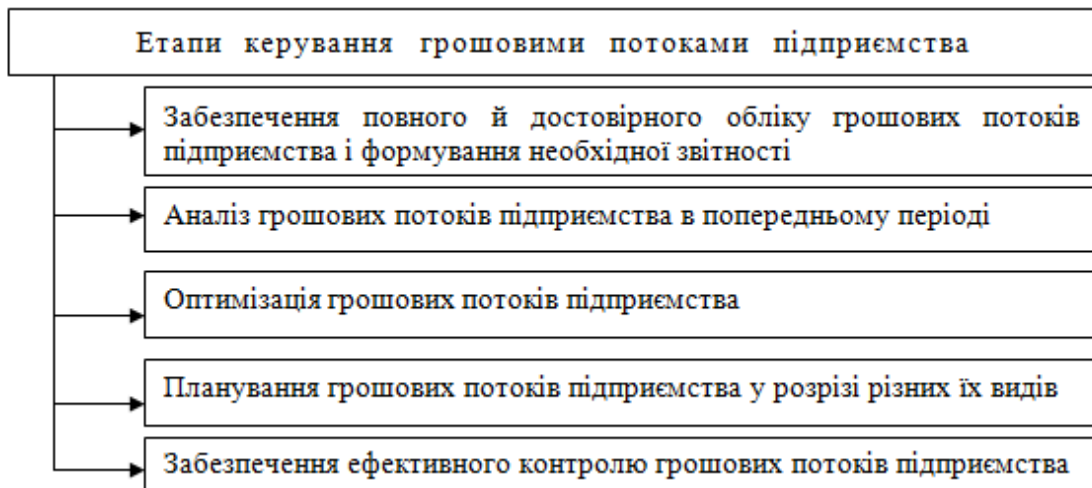 Етапи керування грошовими потоками підприємства
Забезпечення повного й достовірного обліку грошових потоків
підприємства і формування необхідної звітності
Аналіз грошових потоків підприємства в попередньому періоді
Оптимізація грошових потоків підприємства
Планування грошових потоків підприємства у розрізі різних їх видів
Забезпечення ефективного контролю грошових потоків підприємства